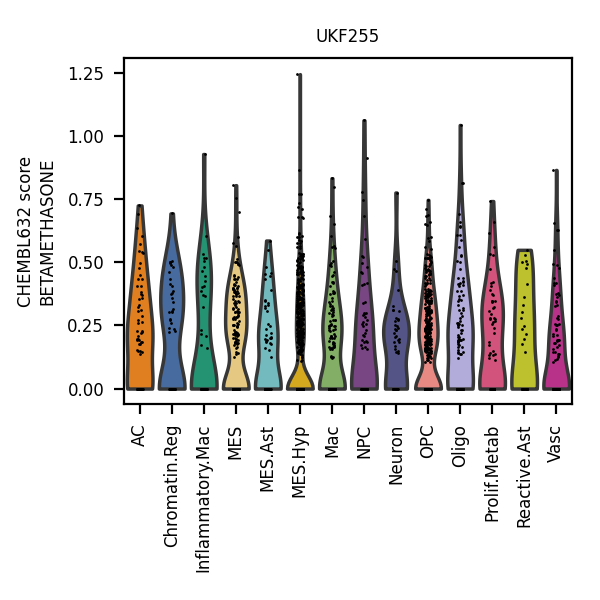 UKF255
CHEMBL632 score
BETAMETHASONE
1.25
1.00
0.75
0.50
0.25
0.00
AC
Chromatin.Reg
Inflammatory.Mac
MES
MES.Ast
MES.Hyp
Mac
NPC
Neuron
OPC
Oligo
Prolif.Metab
Reactive.Ast
Vasc